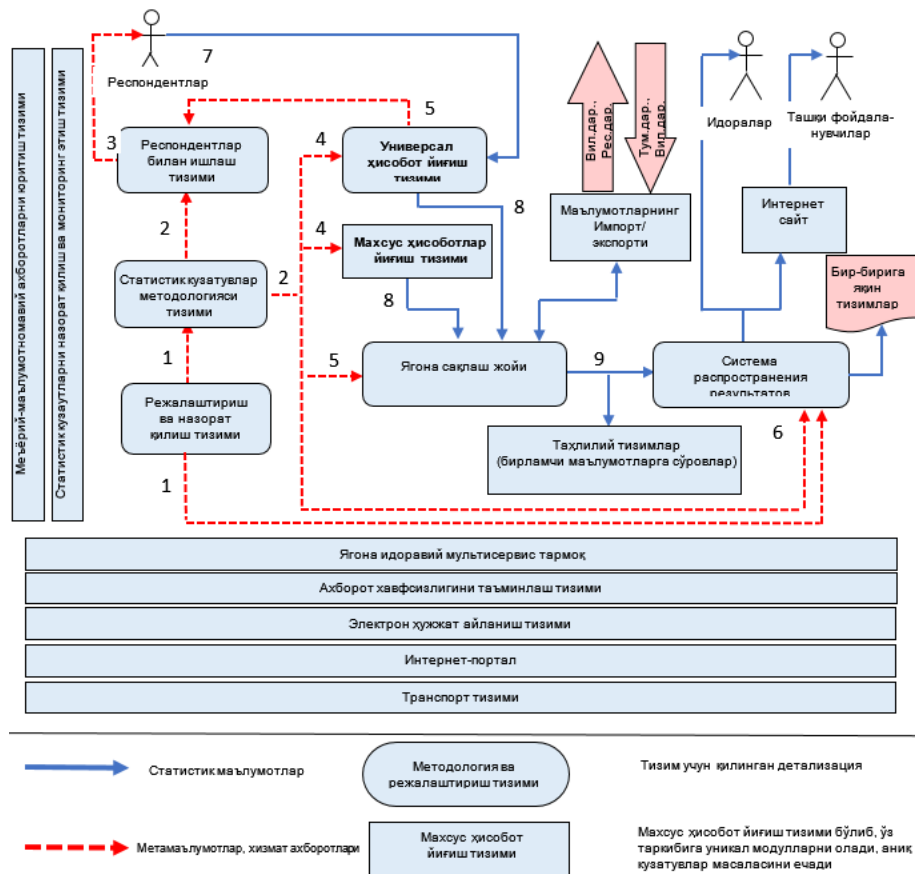 Меъёрий-маълумотномавий ахборотларни юритиш тизими
Статистик кузаутларни назорат қилиш ва мониторинг этиш тизими
7
Респондентлар
5
3
Респондентлар
билан ишлаш
тизими
4
Универсал
ҳисобот йиғиш
тизими
Вил.дар.,
Рес.дар,
Тум.дар.,
Вил.дар.
Идоралар
Ташқи фойдала-
нувчилар
2
4
Махсус ҳисоботлар
йиғиш тизими
8
Маълумотларнинг
Импорт/
экспорти
Интернет
сайт
Статистик кузатувлар
методологияси
тизими
2
8
Бир-бирига
яқин
тизимлар
1
5
Ягона сақлаш жойи
9
Система
распространения
результатов
Режалаштириш
ва назорат
қилиш тизими
6
Таҳлилий тизимлар
(бирламчи маълумотларга сўровлар)
1
Ягона идоравий мультисервис тармоқ
Ахборот хавфсизлигини таъминлаш тизими
Электрон ҳужжат айланиш тизими
Интернет-портал
Транспорт тизими
Статистик маълумотлар
Методология ва
режалаштириш тизими
Тизим учун қилинган детализация
Метамаълумотлар, хизмат ахборотлари
Махсус ҳисобот
йиғиш тизими
Махсус ҳисобот йиғиш тизими бўлиб, ўз
таркибига уникал модулларни олади, аниқ
кузатувлар масаласини ечади